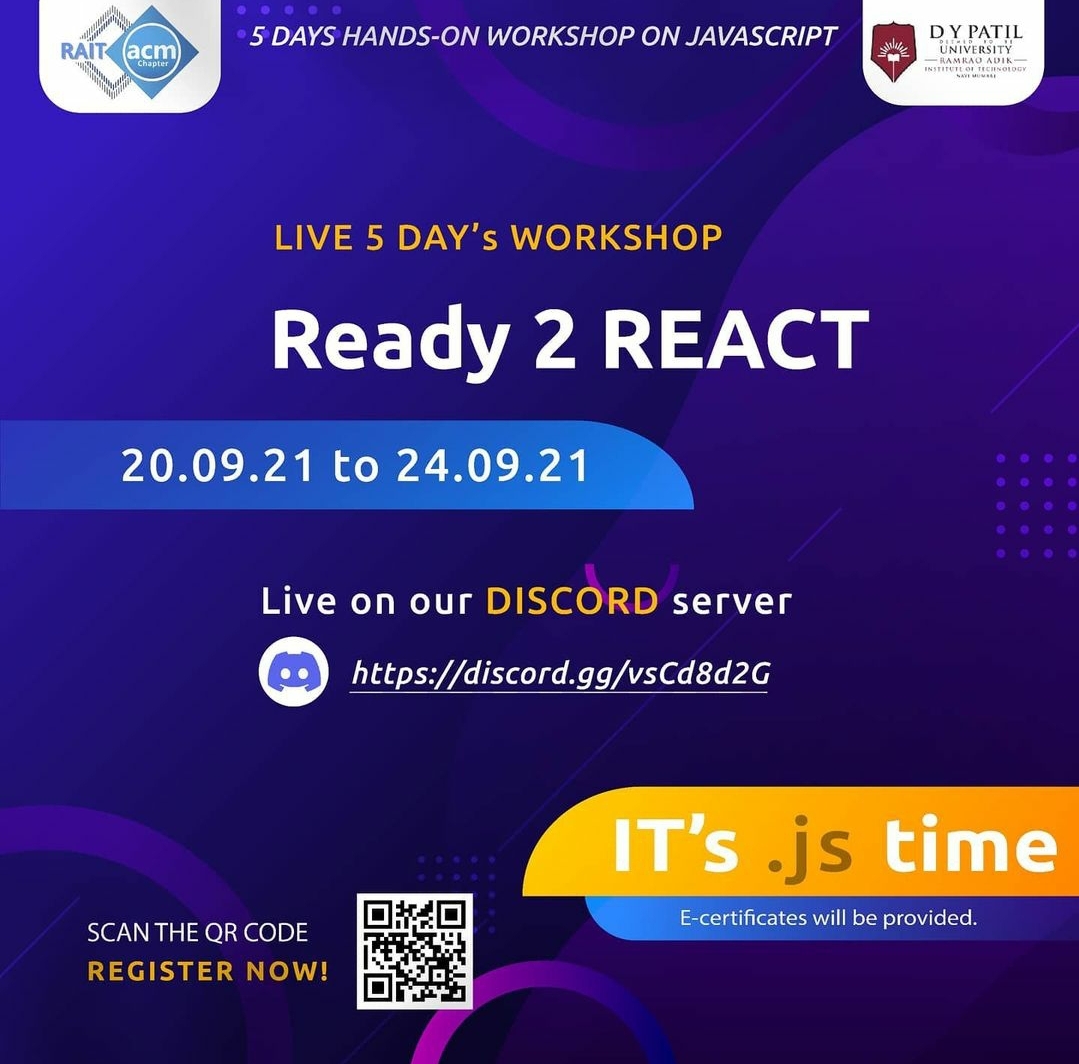 RAIT acm
Chapter
5 DAYS HANDS-ON WORKSHOP ON JAVASCRIPT
D Y PATIL
UNIVERSITY
RAMRAO ADIK
INSTITUTE OF TECHNOLOGY
NAVI MUMBAI
LIVE 5 DAY’s WORKSHOP
Ready 2 REACT
20.09.21 to 24.09.21
Live on our DISCORD server
https://discord.gg/vsCd8d2G
IT’s .js time
E-certificates will be provided.
SCAN THE QR CODE
REGISTER NOW!